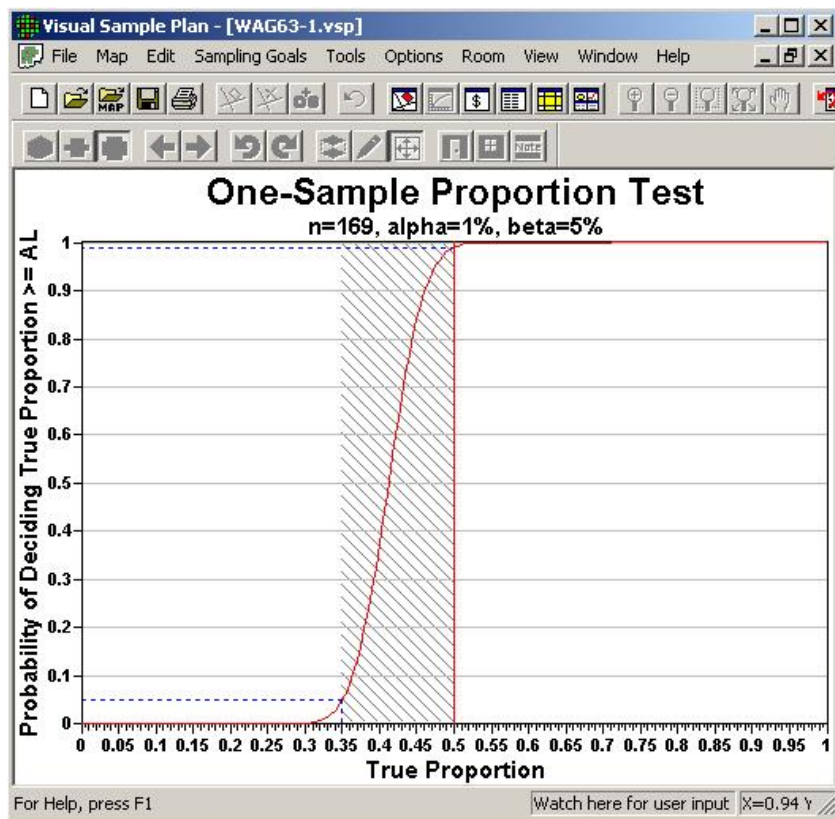 Visual Sample Plan - [WAG63-1.vsp]
File Map Edit Sampling Goals Tools Options Room View Window Help
MAP $
Note
One-Sample Proportion Test
n=169, alpha=1%, beta=5%
Probability of Deciding True Proportion >= AL
1
0.9
0.8
0.7
0.6
0.5
0.4
0.3
0.2
0.1
0
0 0.05 0.1 0.15 0.2 0.25 0.3 0.35 0.4 0.45 0.5 0.55 0.6 0.65 0.7 0.75 0.8 0.85 0.9 0.95 1
True Proportion
For Help, press F1 Watch here for user input X=0.94 Y